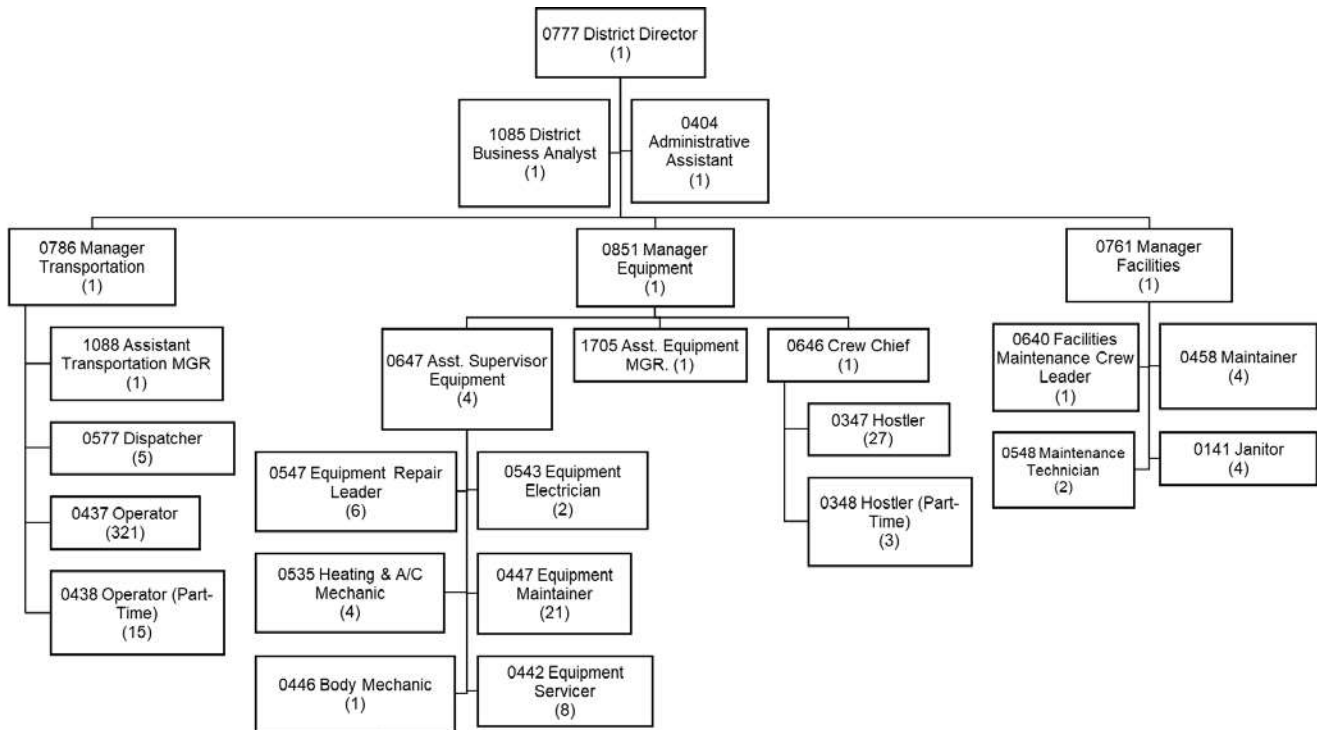 0777 District Director
(1)
1085 District
Business Analyst
(1)
0404
Administrative
Assistant
(1)
0786 Manager
Transportation
(1)
0851 Manager
Equipment
(1)
0761 Manager
Facilities
(1)
1088 Assistant
Transportation MGR
(1)
0577 Dispatcher
(5)
0437 Operator
(321)
0438 Operator (Part-
Time)
(15)
0647 Asst. Supervisor
Equipment
(4)
1705 Asst. Equipment
MGR. (1)
0646 Crew Chief
(1)
0547 Equipment Repair
Leader
(6)
0543 Equipment
Electrician
(2)
0535 Heating & A/C
Mechanic
(4)
0447 Equipment
Maintainer
(21)
0446 Body Mechanic
(1)
0442 Equipment
Servicer
(8)
0347 Hostler
(27)
0348 Hostler (Part-
Time)
(3)
0640 Facilities
Maintenance Crew
Leader
(1)
0458 Maintainer
(4)
0548 Maintenance
Technician
(2)
0141 Janitor
(4)